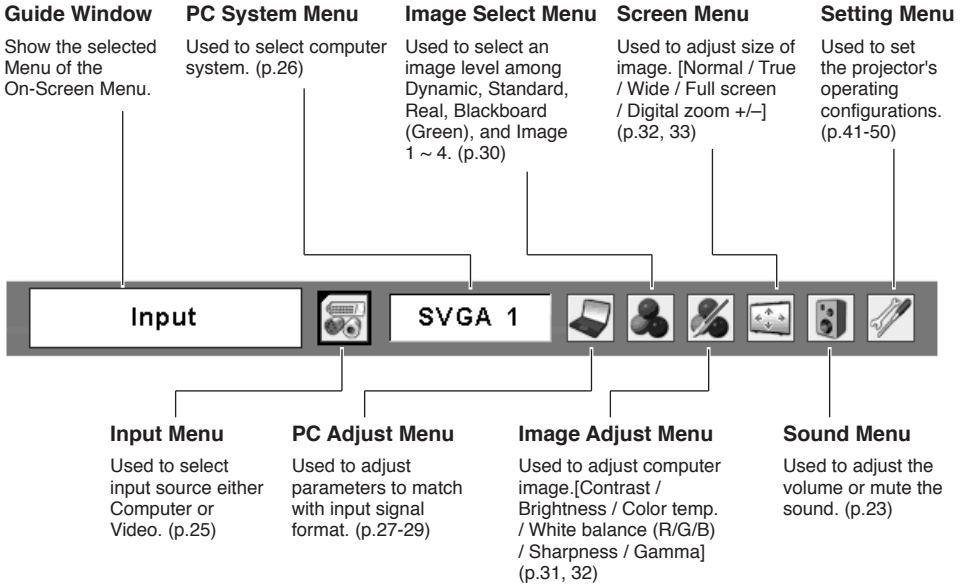 Guide Window
Show the selected
Menu of the
On-Screen Menu.
PC System Menu
Used to select computer
system. (p.26)
Image Select Menu
Used to select an
image level among
Dynamic, Standard,
Real, Blackboard
(Green), and Image
1 ~ 4. (p.30)
Screen Menu
Used to adjust size of
image. [Normal / True
/ Wide / Full screen
/ Digital zoom +/–]
(p.32, 33)
Setting Menu
Used to set
the projector's
operating
configurations.
(p.41-50)
Input
SVGA 1
Input Menu
Used to select
input source either
Computer or
Video. (p.25)
PC Adjust Menu
Used to adjust
parameters to match
with input signal
format. (p.27-29)
Image Adjust Menu
Used to adjust computer
image.[Contrast /
Brightness / Color temp.
/ White balance (R/G/B)
/ Sharpness / Gamma]
(p.31, 32)
Sound Menu
Used to adjust the
volume or mute the
sound. (p.23)